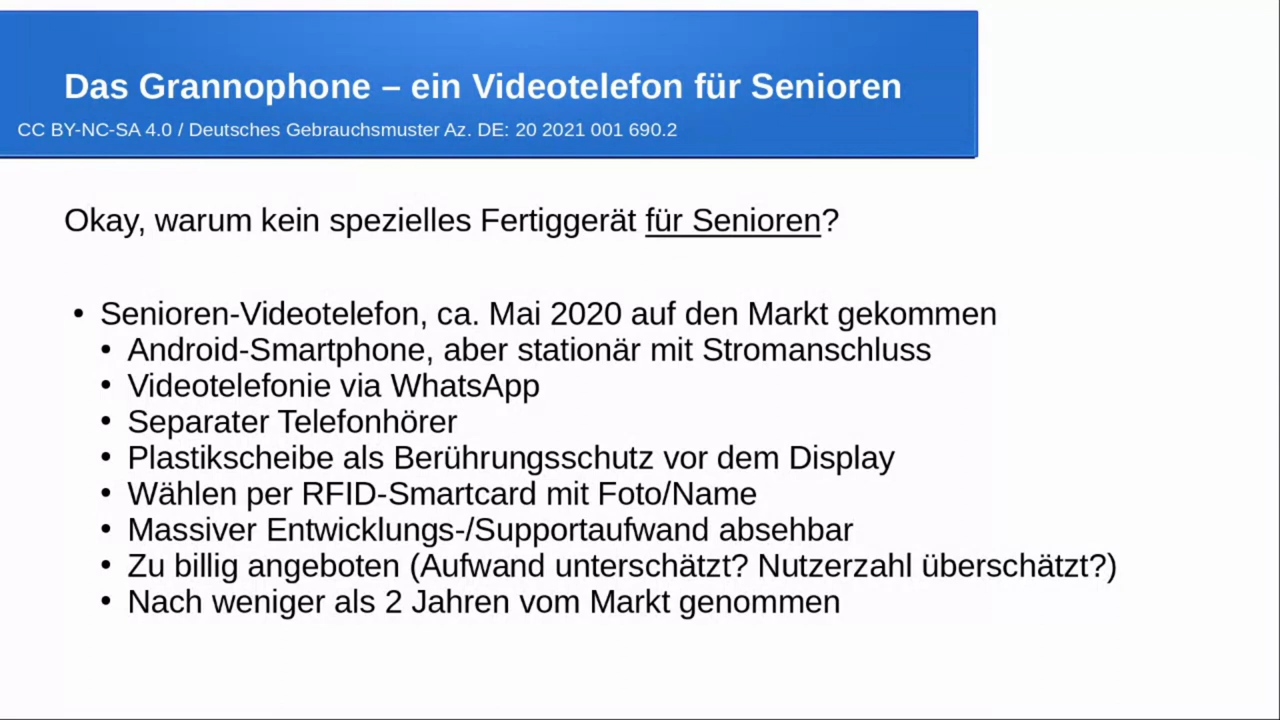 Das Grannophone – ein Videotelefon für Senioren
CC BY-NC-SA 4.0 / Deutsches Gebrauchsmuster Az. DE: 20 2021 001 690.2
Okay, warum kein spezielles Fertiggerät für Senioren?
• Senioren-Videotelefon, ca. Mai 2020 auf den Markt gekommen
• Android-Smartphone, aber stationär mit Stromanschluss
• Videotelefonie via WhatsApp
• Separater Telefonhörer
• Plastikscheibe als Berührungsschutz vor dem Display
• Wählen per RFID-Smartcard mit Foto/Name
• Massiver Entwicklungs-/Supportaufwand absehbar
• Zu billig angeboten (Aufwand unterschätzt? Nutzerzahl überschätzt?)
• Nach weniger als 2 Jahren vom Markt genommen